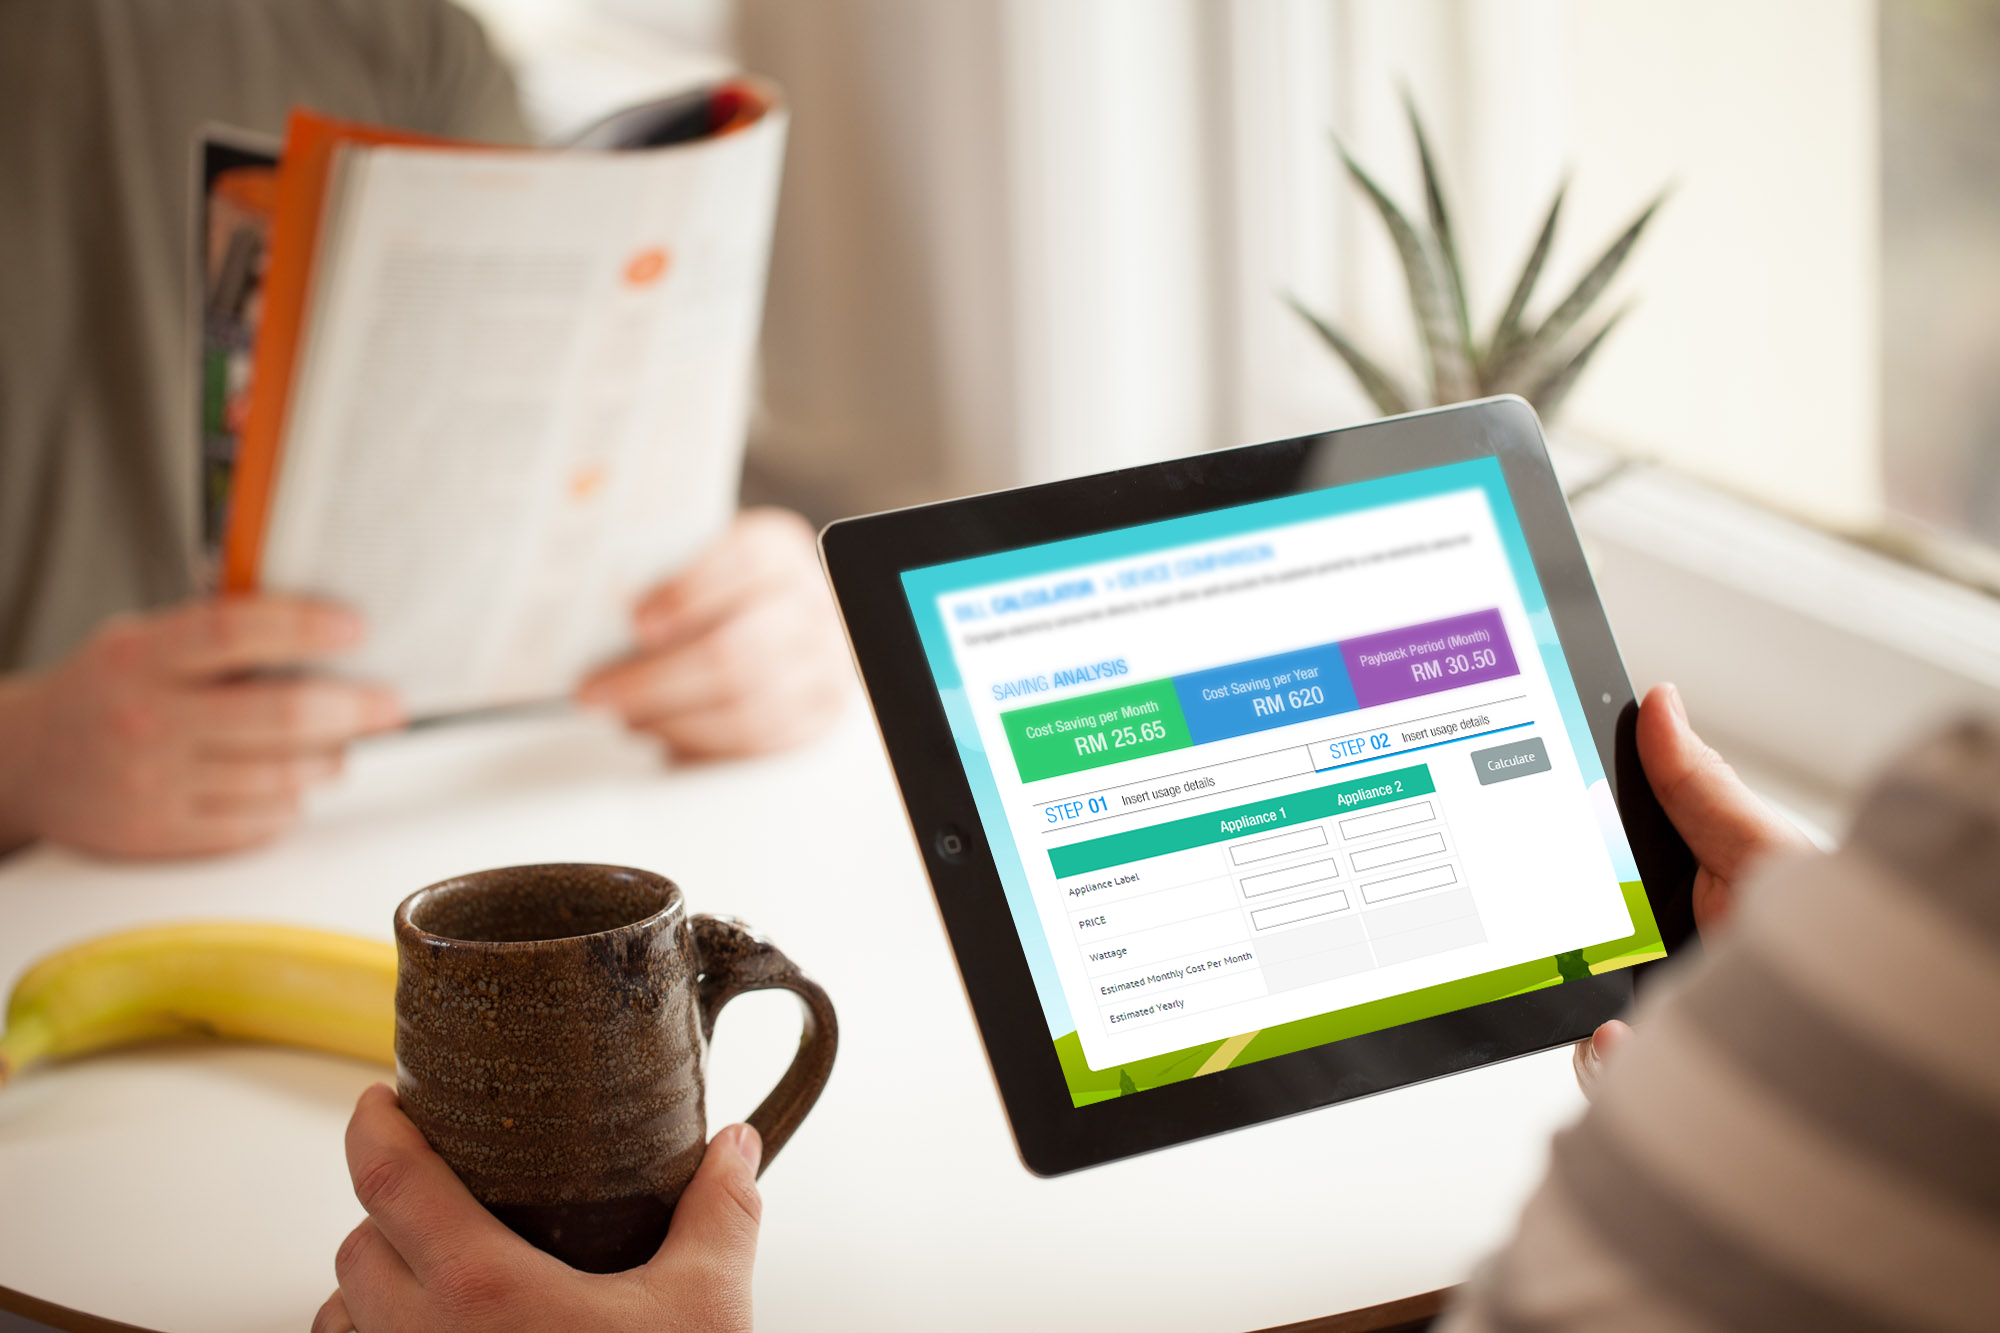 BILL CALCULATOR > DEVICE COMPARISON
SAVING ANALYSIS
Cost Saving per Month
RM 25.65
Cost Saving per Year
RM 620
Payback Period (Month)
RM 30.50
STEP 01 Insert usage details
STEP 02 Insert usage details
Calculate
Appliance 1 Appliance 2
Appliance Label
PRICE
Wattage
Estimated Monthly Cost Per Month
Estimated Yearly